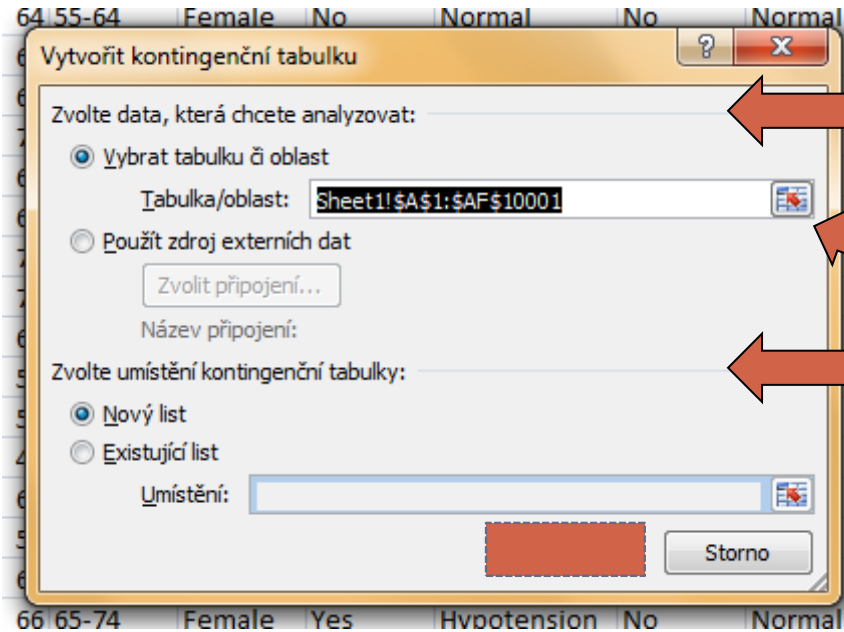 64 55-64 Female No Normal No Normal
Vytvořit kontingenční tabulku
Zvolte data, která chcete analyzovat:
Vybrat tabulku či oblast
Tabulka/oblast: Sheet1!$A$1:$AF$10001
Použít zdroj externích dat
Zvolit připojení...
Název připojení:
Zvolte umístění kontingenční tabulky:
Nový list
Existující list
Umístění:
Storno
66 65-74 Female Yes Hypotension No Normal